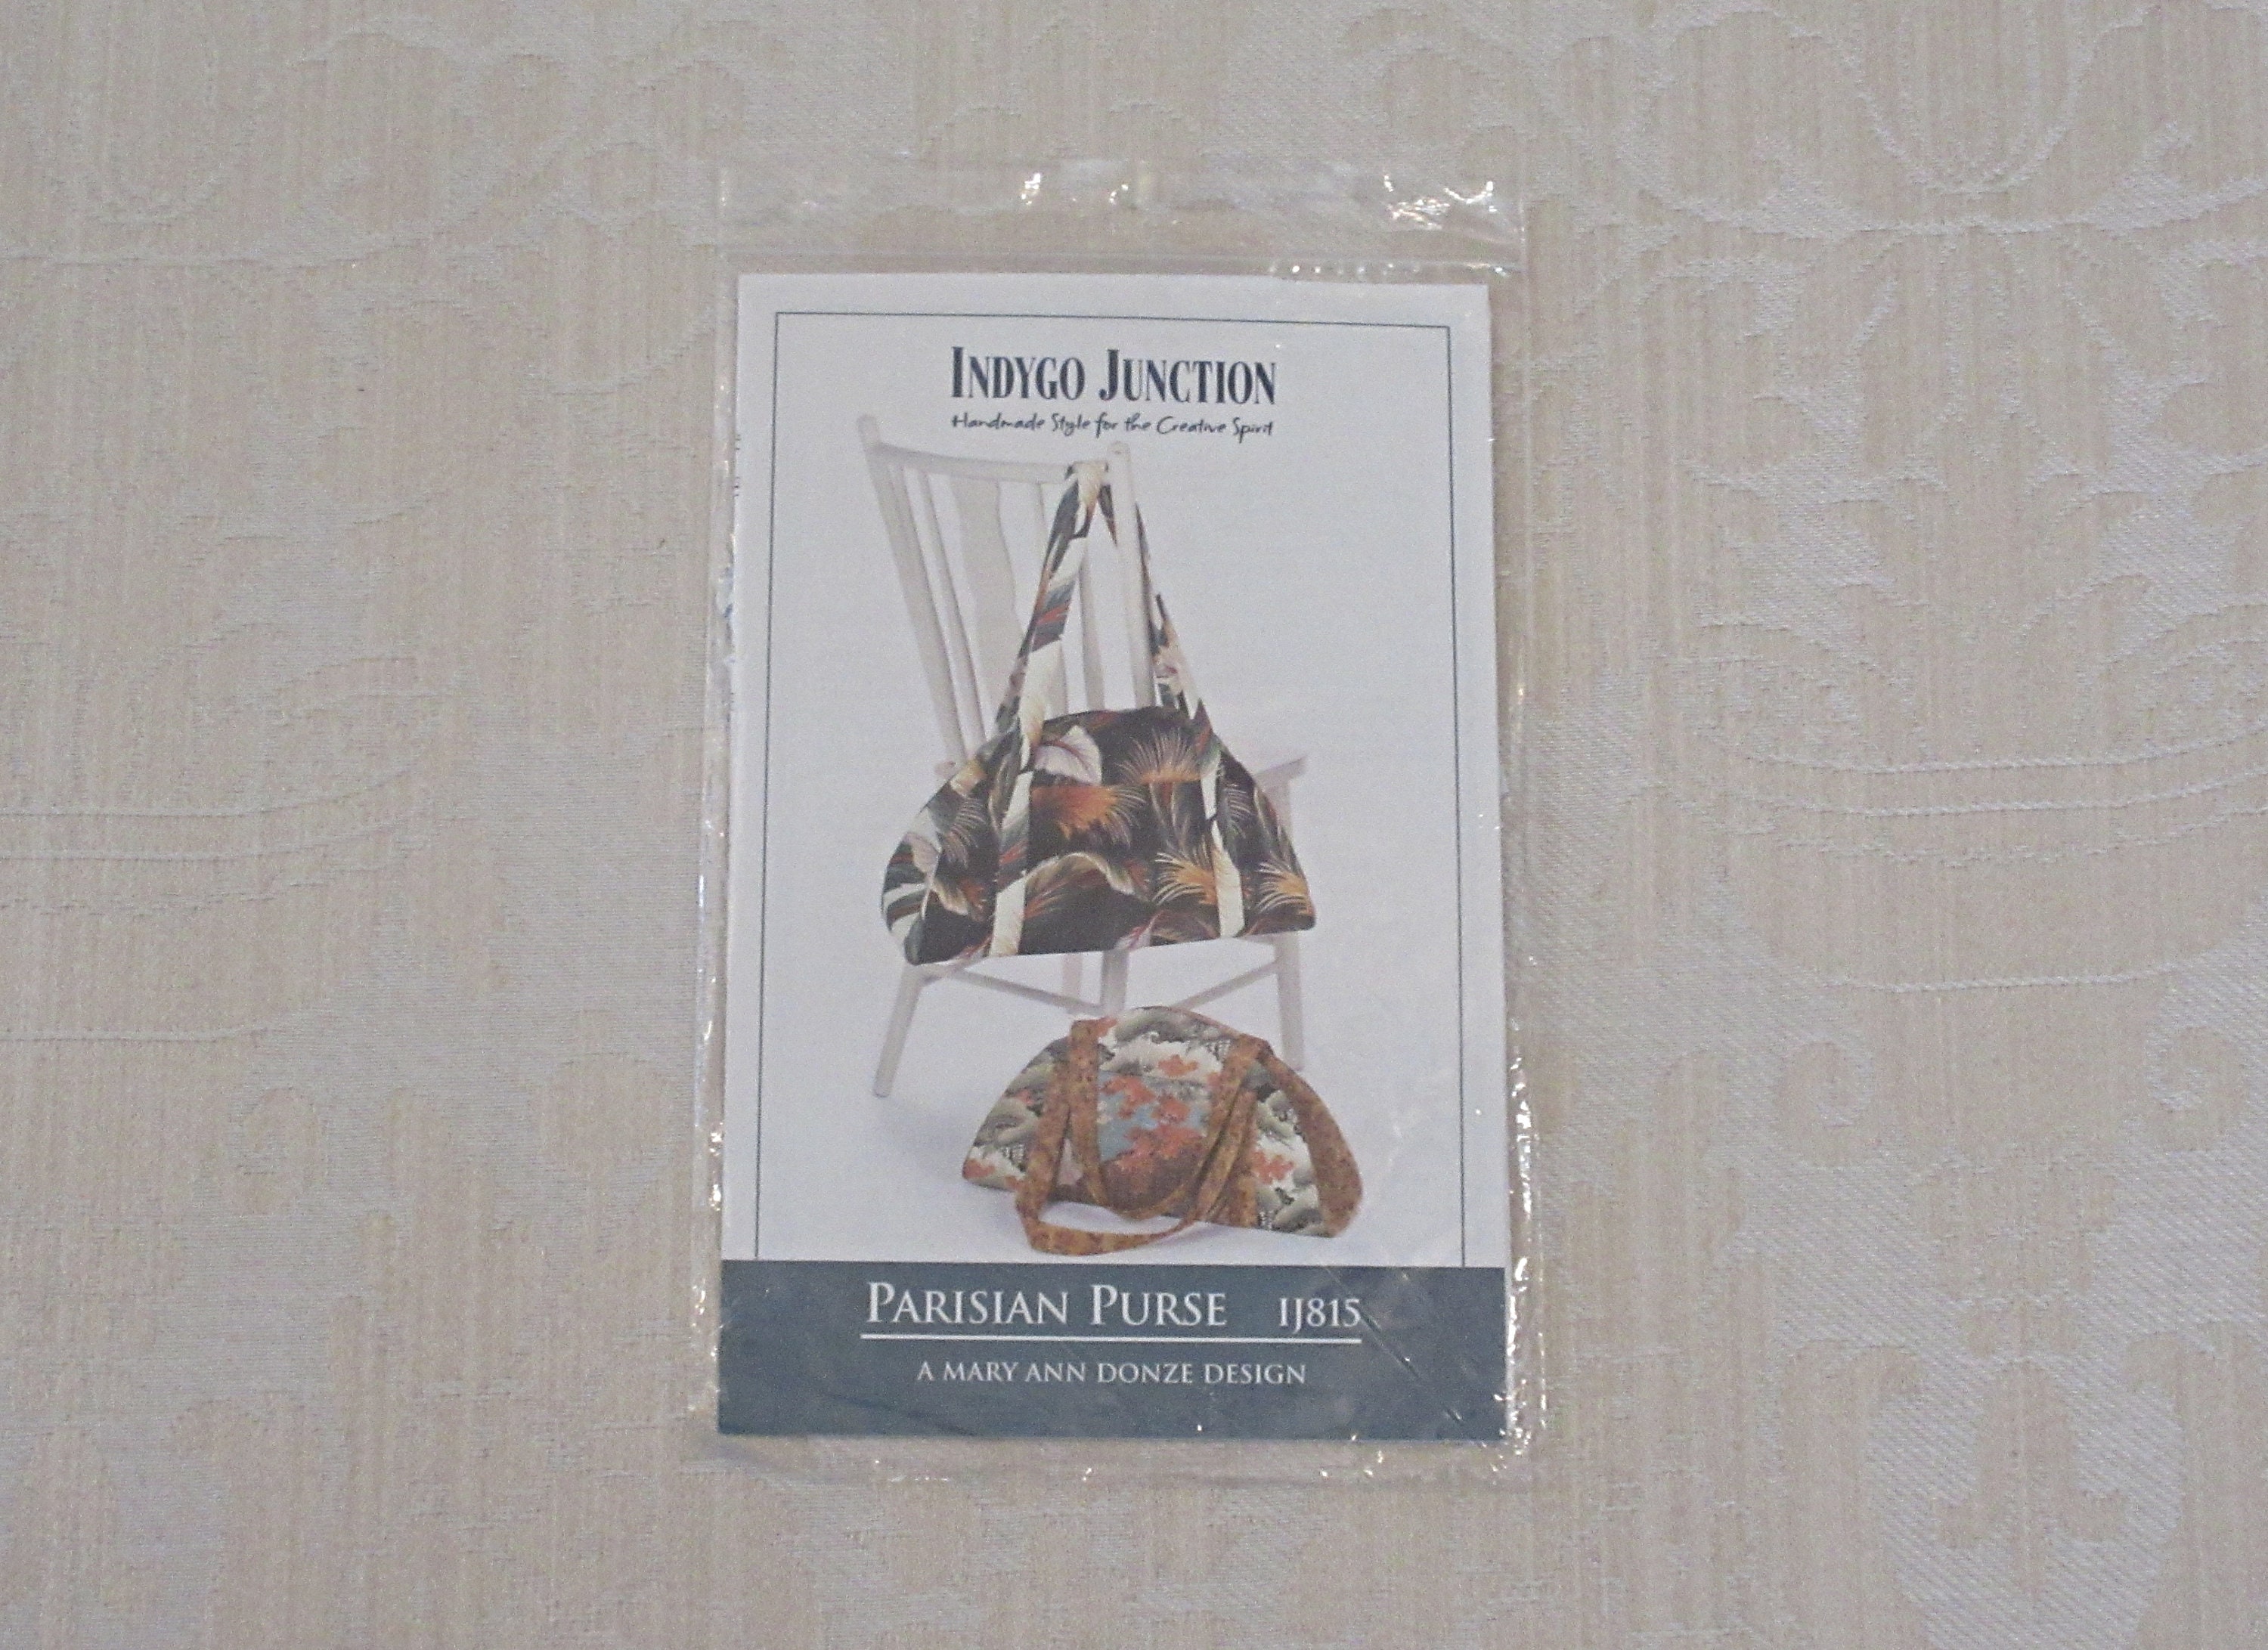 INDYGO JUNCTION
Handmade Style for the Creative Spirit
PARISIAN PURSE IJ815
A MARY ANN DONZE DESIGN